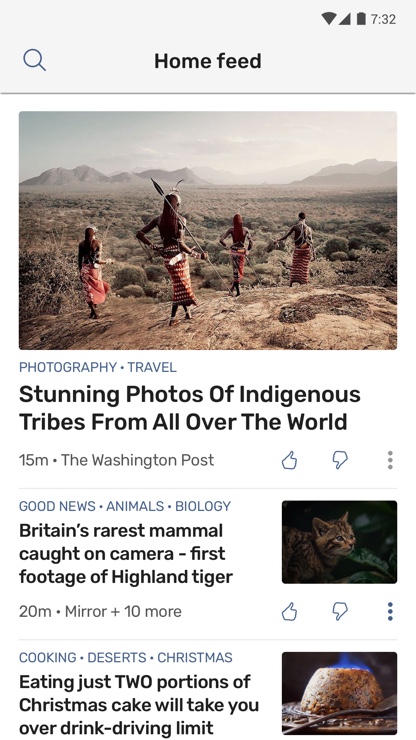 7:32
Home feed
PHOTOGRAPHY • TRAVEL
Stunning Photos Of Indigenous
Tribes From All Over The World
15m • The Washington Post
GOOD NEWS • ANIMALS • BIOLOGY
Britain’s rarest mammal
caught on camera - first
footage of Highland tiger
20m • Mirror + 10 more
COOKING • DESERTS • CHRISTMAS
Eating just TWO portions of
Christmas cake will take you
over drink-driving limit